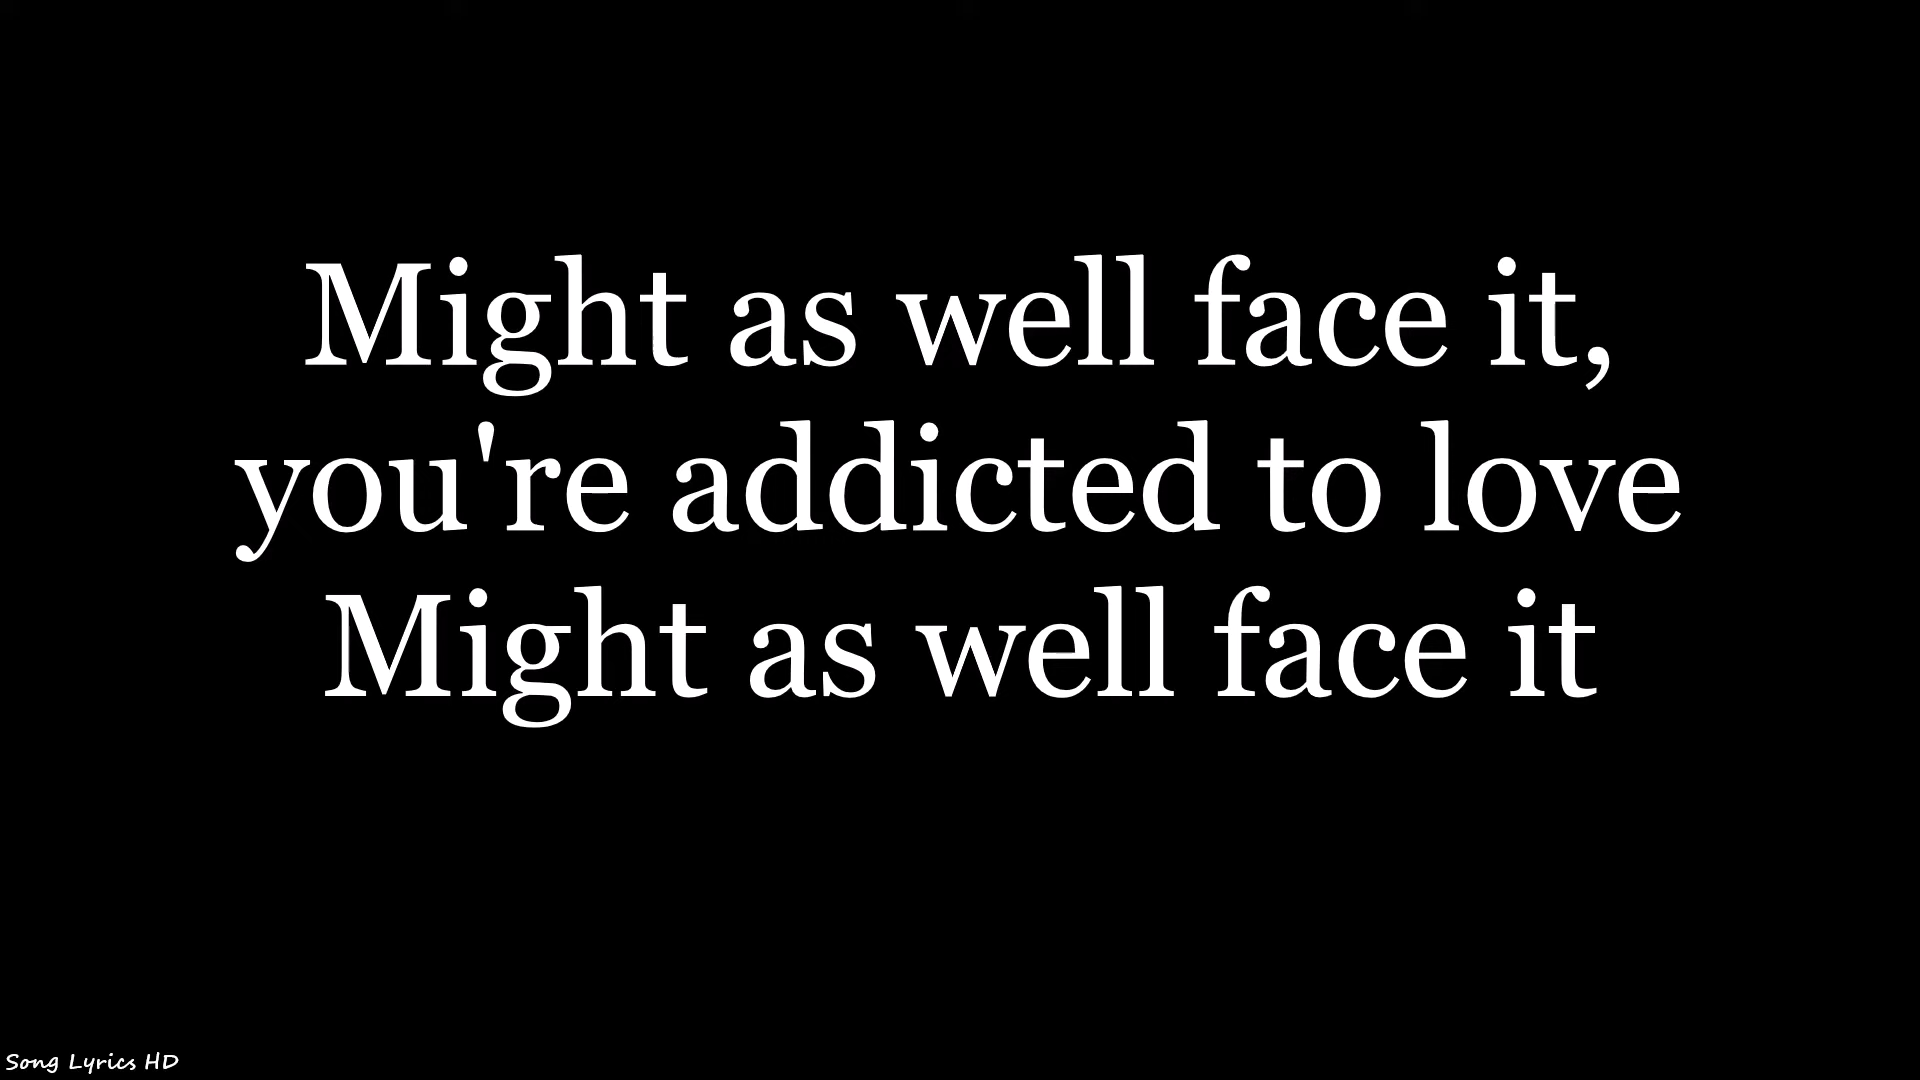 Might as well face it,
you're addicted to love
Might as well face it
Song Lyrics HD